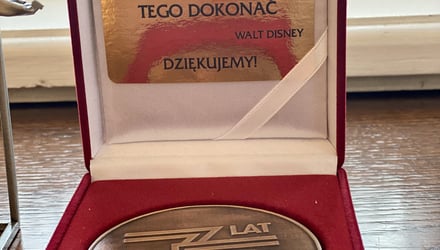 TEGO DOKONAĆ
WALT DISNEY
DZIĘKUJEMY!
LAT